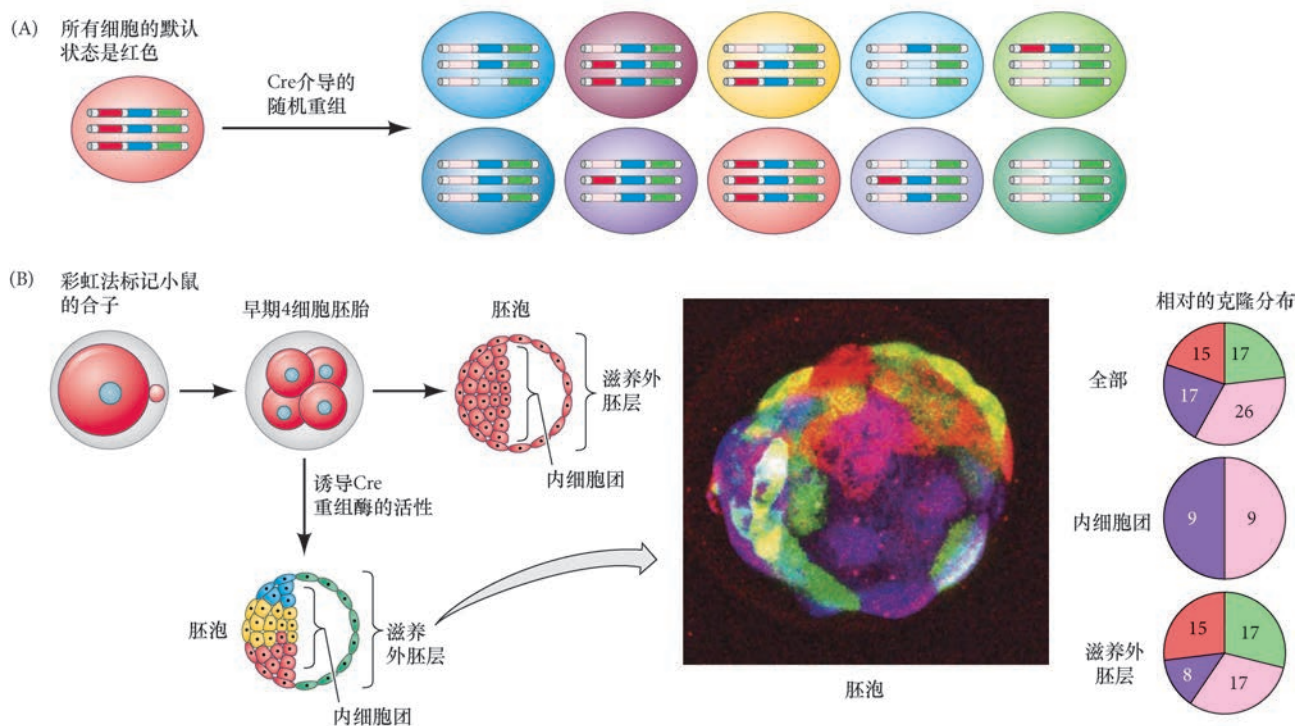 (A) 所有细胞的默认
状态是红色
Cre介导的
随机重组
(B) 彩虹法标记小鼠
的合子
早期4细胞胚胎
胚泡
滋养外
胚层
内细胞团
诱导Cre
重组酶的活性
胚泡
滋养
外胚层
内细胞团
胚泡
相对的克隆分布
全部
15 17
17 26
内细胞团
9 9
滋养外
胚层
15 17
8 17